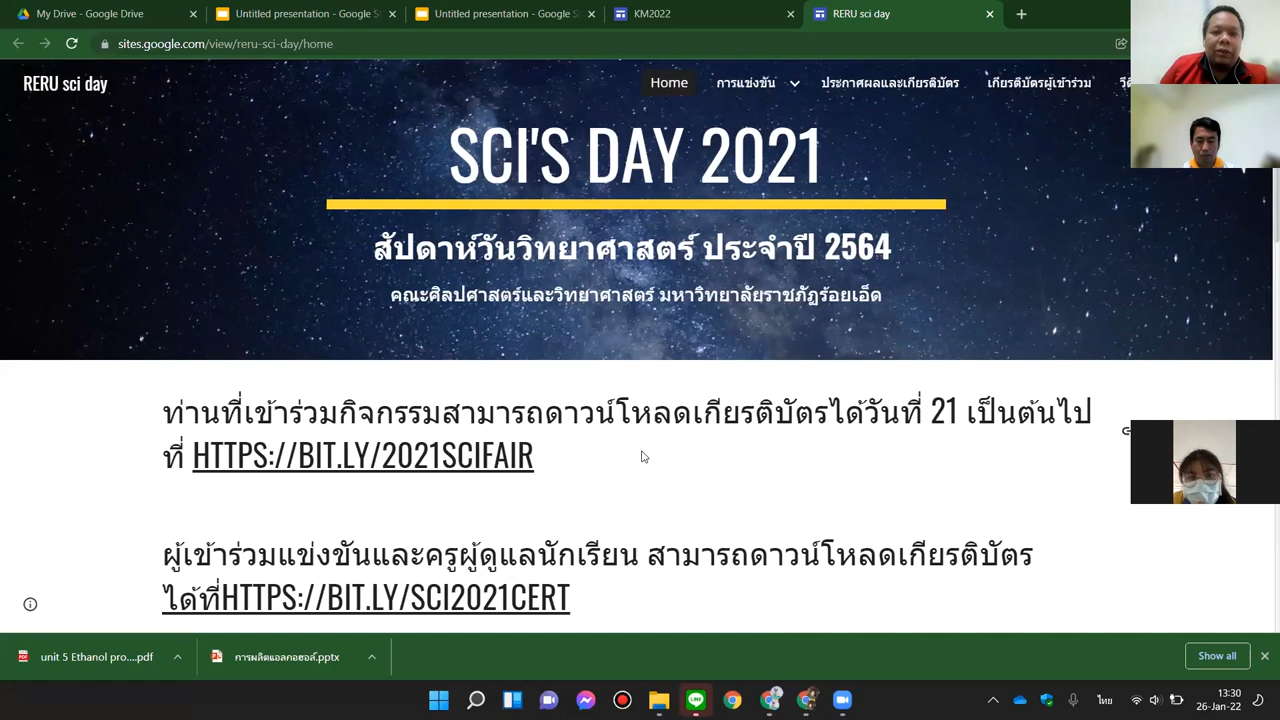 My Drive - Google Drive
Untitled presentation - Google S
Untitled presentation - Google S
KM2022
RERU sci day
sites.google.com/view/reru-sci-day/home
RERU sci day
Home
การแข่งขัน
ประกาศผลและเกียรติบัตร
เกียรติบัตรผู้เข้าร่วม
SCI'S DAY 2021
สัปดาห์วันวิทยาศาสตร์ ประจำปี 2564
คณะศิลปศาสตร์และวิทยาศาสตร์ มหาวิทยาลัยราชภัฏร้อยเอ็ด
ท่านที่เข้าร่วมกิจกรรมสามารถดาวน์โหลดเกียรติบัตรได้วันที่ 21 เป็นต้นไป
ที่ HTTPS://BIT.LY/2021SCIFAIR
ผู้เข้าร่วมแข่งขันและครูผู้ดูแลนักเรียน สามารถดาวน์โหลดเกียรติบัตร
ได้ที่HTTPS://BIT.LY/SCI2021CERT
unit 5 Ethanol pro....pdf
การผลิตแอลกอฮอล์.pptx
Show all
LINE
ไทย
13:30
26-Jan-22